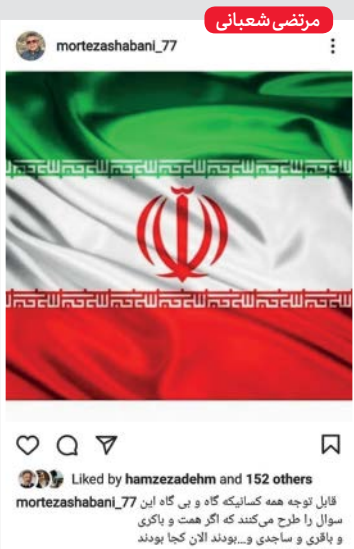 مرتضی شعبانی
mortezashabani_77
Liked by hamzezadehm and 152 others
mortezashabani_77 قابل توجه همه کسانیکه گاه و بی گاه این
سوال را طرح می‌کنند که اگر همت و باکری
و باقری و ساجدی و...بودند الان کجا بودند